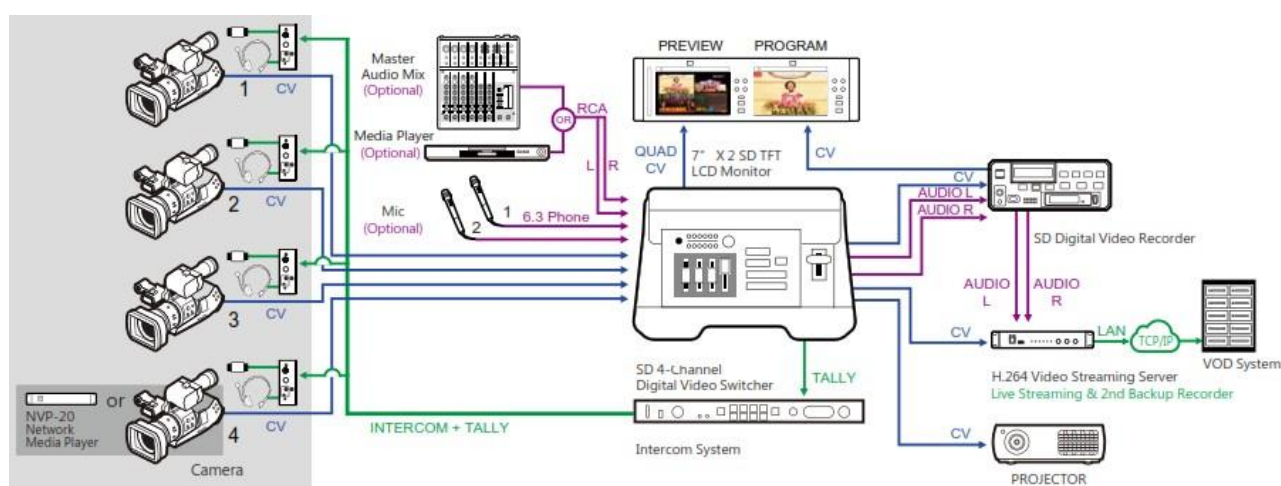 1
CV
2
CV
3
CV
4
CV
or
NVP-20
Network
Media Player
Camera
Master
Audio Mix
(Optional)
Media Player
(Optional)
OR
RCA
L R
Mic
(Optional)
1
2
6.3 Phone
INTERCOM + TALLY
PREVIEW PROGRAM
QUAD
CV
7" X 2 SD TFT
LCD Monitor
CV
CV
AUDIO L
AUDIO R
SD Digital Video Recorder
AUDIO
L
AUDIO
R
CV
LAN
TCP/IP
VOD System
H.264 Video Streaming Server
Live Streaming & 2nd Backup Recorder
SD 4-Channel
Digital Video Switcher
TALLY
Intercom System
CV
PROJECTOR